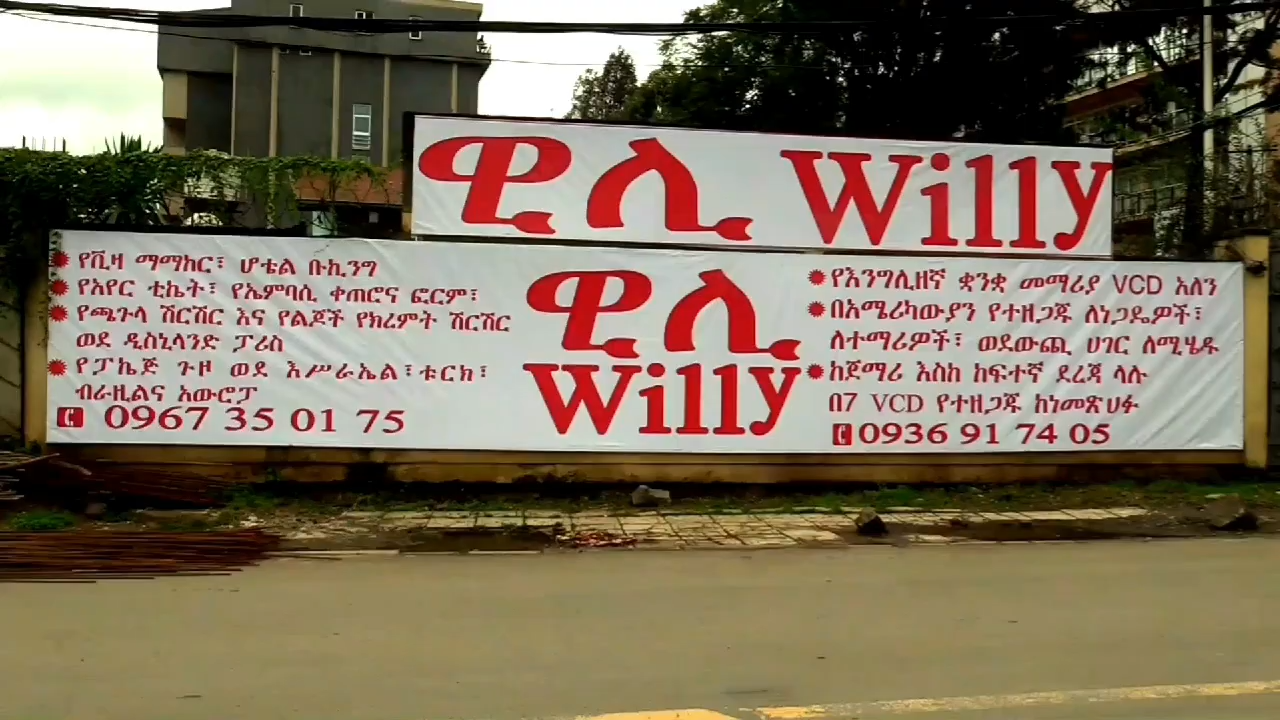 ዊሊ Willy
የቪዛ ማማከር፣ ሆቴል ቡኪንግ
የአየር ቲኬት፣ የኤምባሲ ቀጠሮና ፎርም፣
የጫጉላ ሽርሽር እና የልጆች የክረምት ሽርሽር
ወደ ዲስኒላንድ ፓሪስ
የፓኬጅ ጉዞ ወደ እሥራኤል፣ቱርክ፣
ብራዚልና አውሮፓ
0967 35 01 75
ዊሊ
Willy
የእንግሊዘኛ ቋንቋ መማሪያ VCD አለን
በአሜሪካውያን የተዘጋጁ ለነጋዴዎች፣
ለተማሪዎች፣ ወደውጪ ሀገር ለሚሄዱ
ከጀማሪ እስከ ከፍተኛ ደረጃ ላሉ
በ7 VCD የተዘጋጁ ከነመጽሀፉ
0936 91 74 05